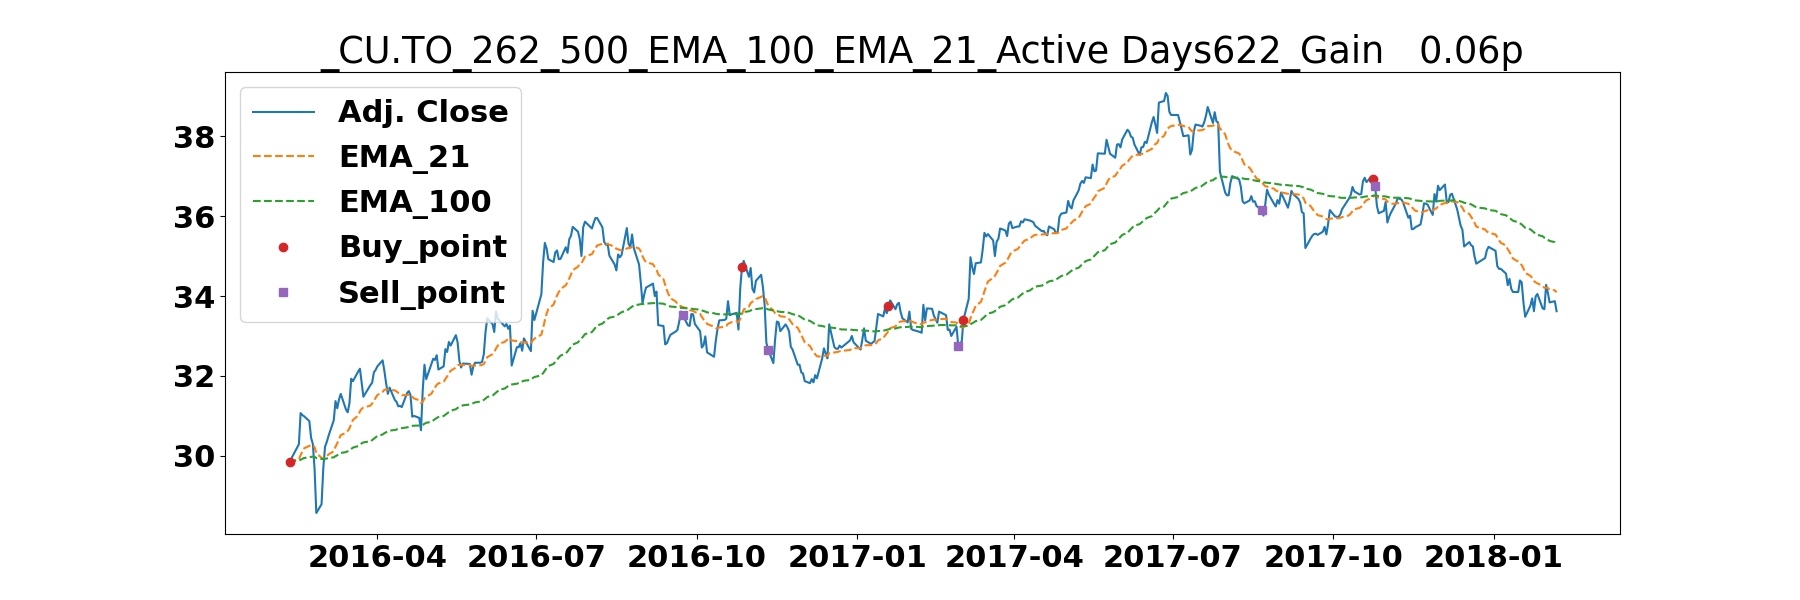 _CU.TO_262_500_EMA_100_EMA_21_Active Days622_Gain   0.06p
Adj. Close
EMA_21
EMA_100
Buy_point
Sell_point
38
36
34
32
30
2016-04 2016-07 2016-10 2017-01 2017-04 2017-07 2017-10 2018-01